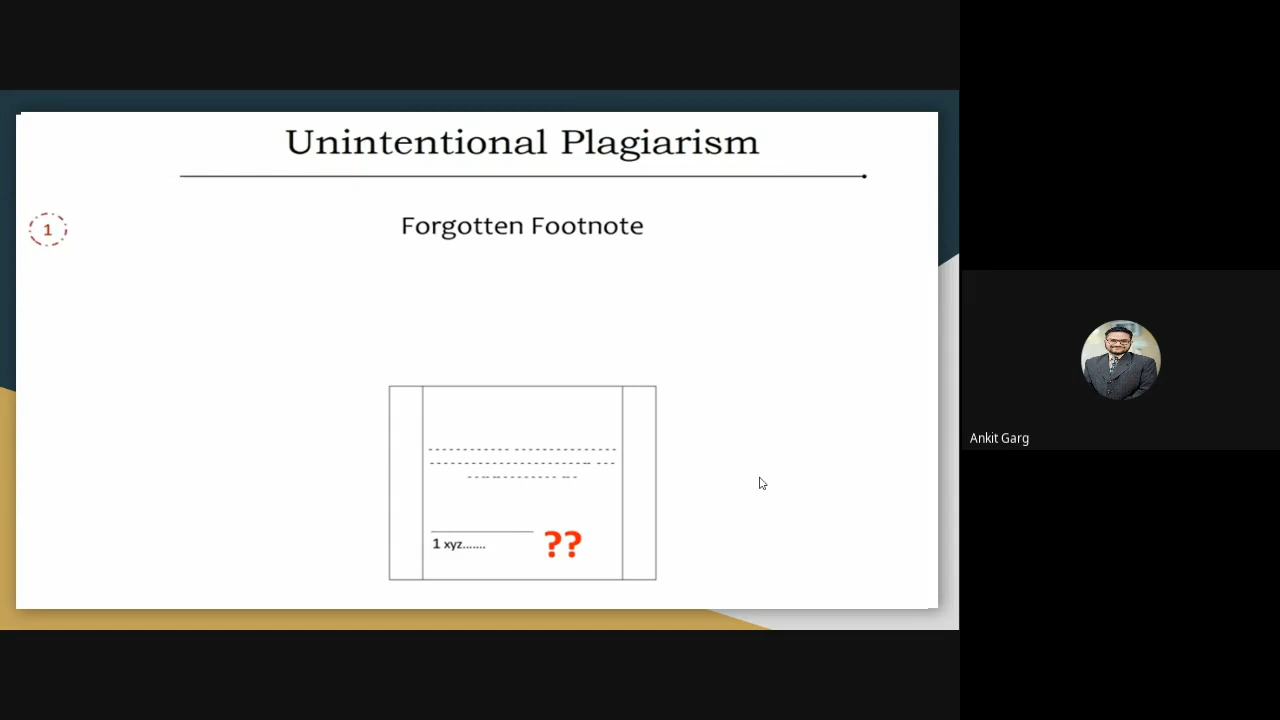 Unintentional Plagiarism
1
Forgotten Footnote
1 xyz.......
??
Ankit Garg